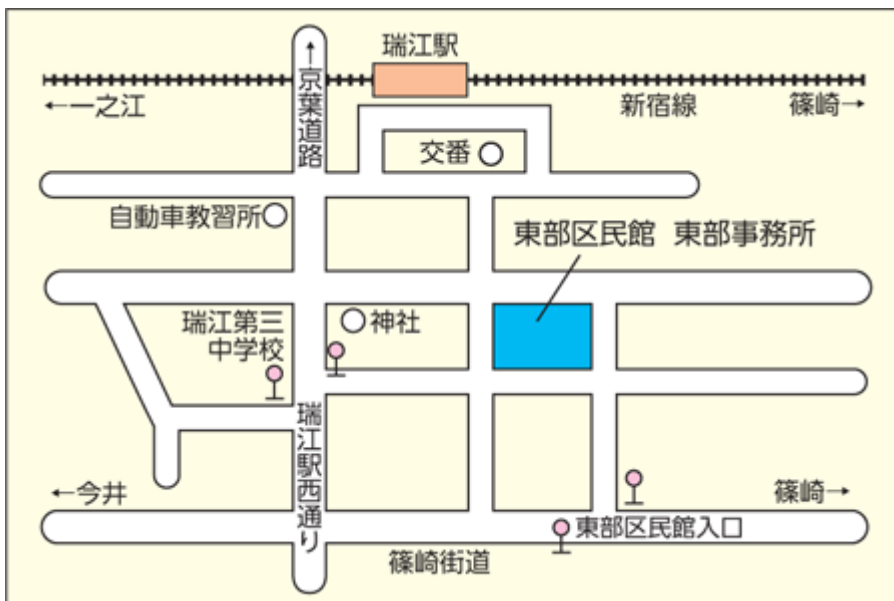 瑞江駅
←一之江
新宿線
篠崎→
↑京葉道路
交番
自動車教習所
東部区民館 東部事務所
瑞江第三
中学校
神社
瑞江駅西通り
←今井
篠崎→
東部区民館入口
篠崎街道